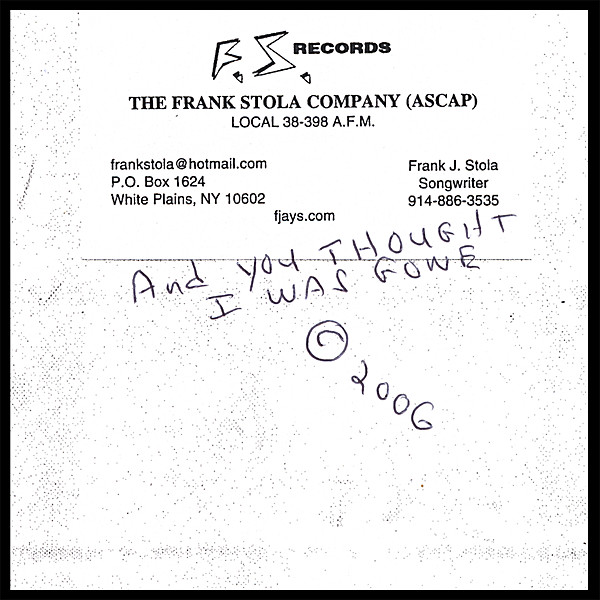 F. S. RECORDS
THE FRANK STOLA COMPANY (ASCAP)
LOCAL 38-398 A.F.M.
frankstola@hotmail.com
P.O. Box 1624
White Plains, NY 10602
Frank J. Stola
Songwriter
914-886-3535
fjays.com
And YOU THOUGHT
I WAS GONE
© 2006